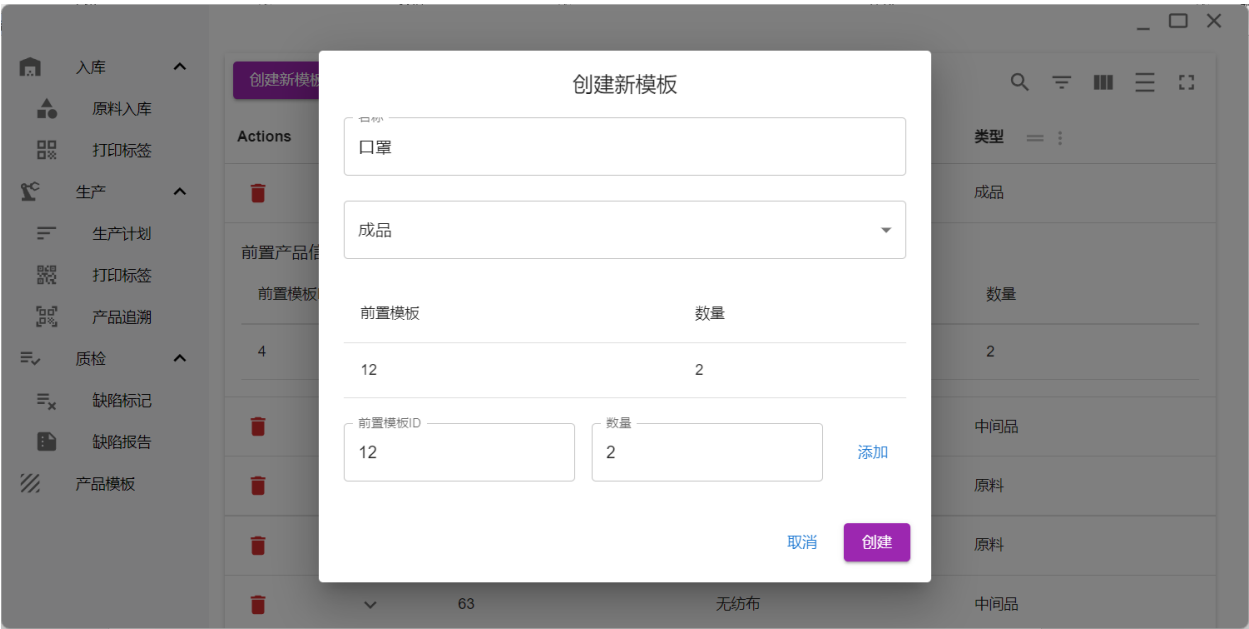 创建新模板
入库
原料入库
打印标签
生产
生产计划
打印标签
产品追溯
质检
缺陷标记
缺陷报告
产品模板
创建新模板
Actions 类型
成品
前置产品信
前置模板 数量
4 2
中间品
原料
原料
63 无纺布 中间品
名称
口罩
成品
前置模板 数量
12 2
前置模板ID 数量
12 2 添加
取消 创建